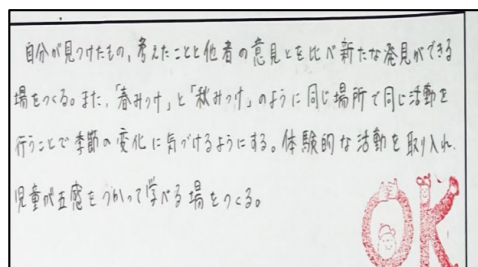 自分が見つけたもの、考えたことと他者の意見とを比べ新たな発見ができる
場をつくる。また、「春みつけ」と「秋みつけ」のように同じ場所で同じ活動を
行うことで季節の変化に気づけるようにする。体験的な活動を取り入れ、
児童が五感をつかって学べる場をつくる。
OK